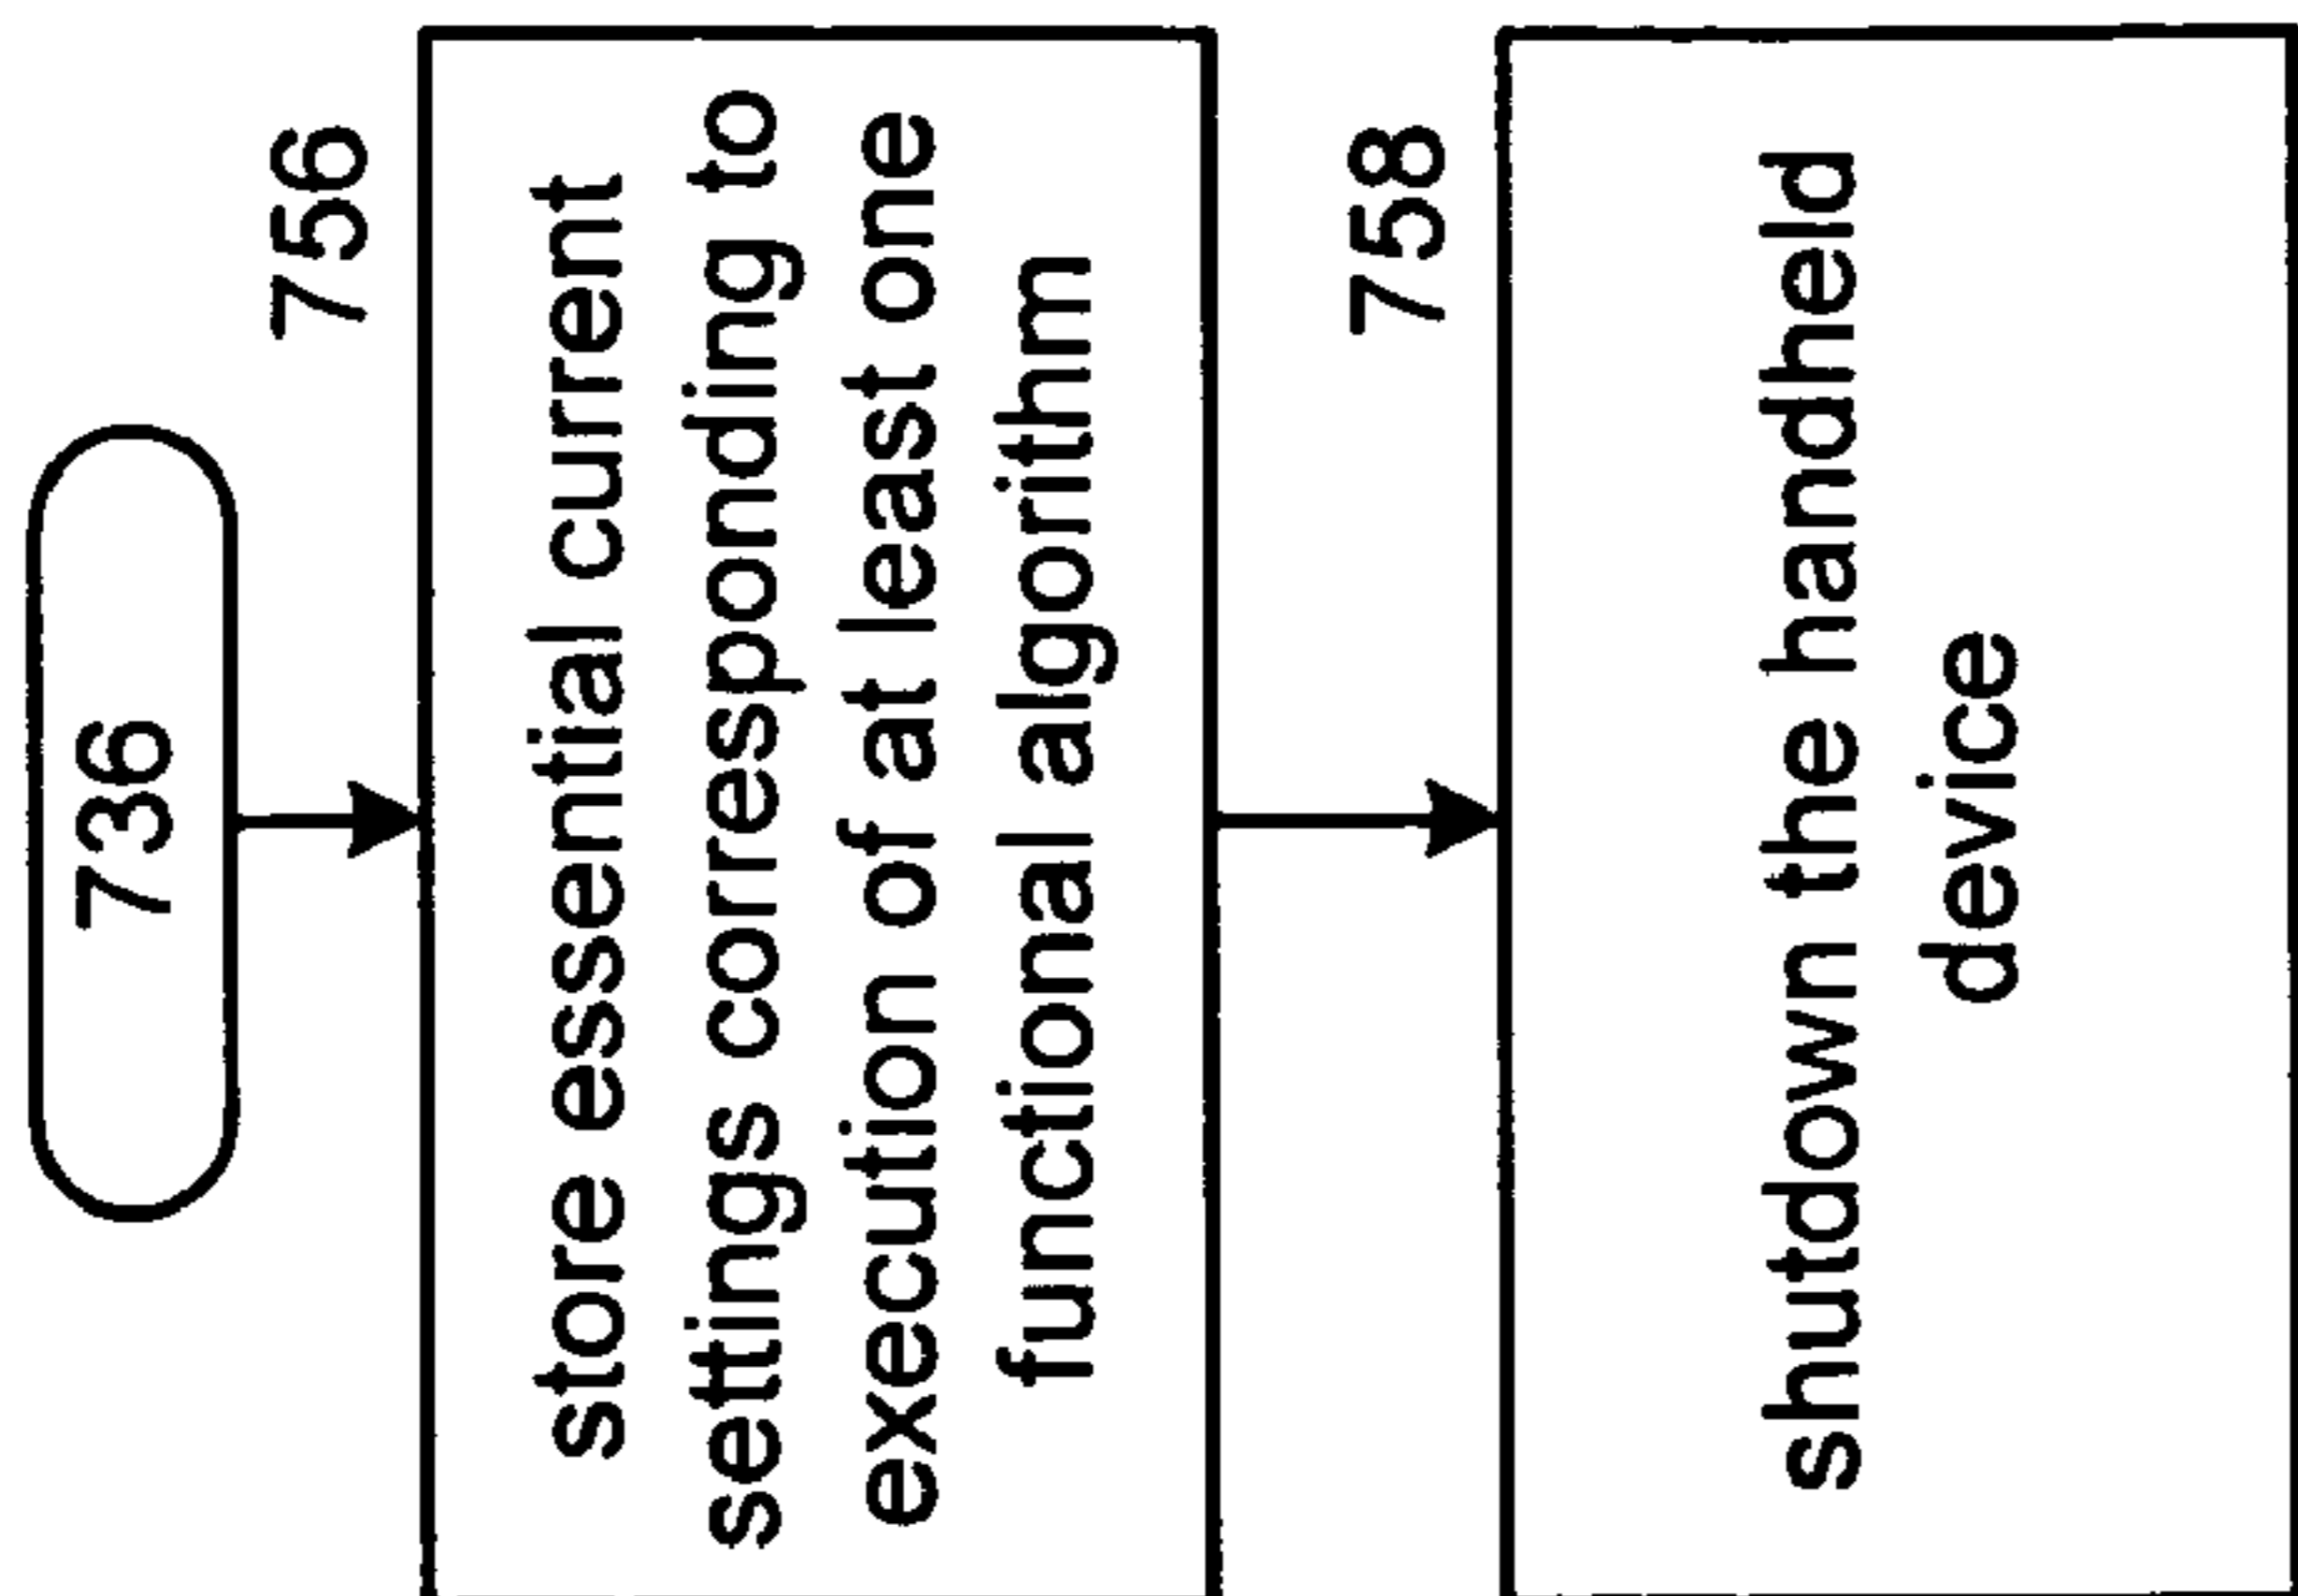 736
756
store essential current
settings corresponding to
execution of at least one
functional algorithm
758
shutdown the handheld
device